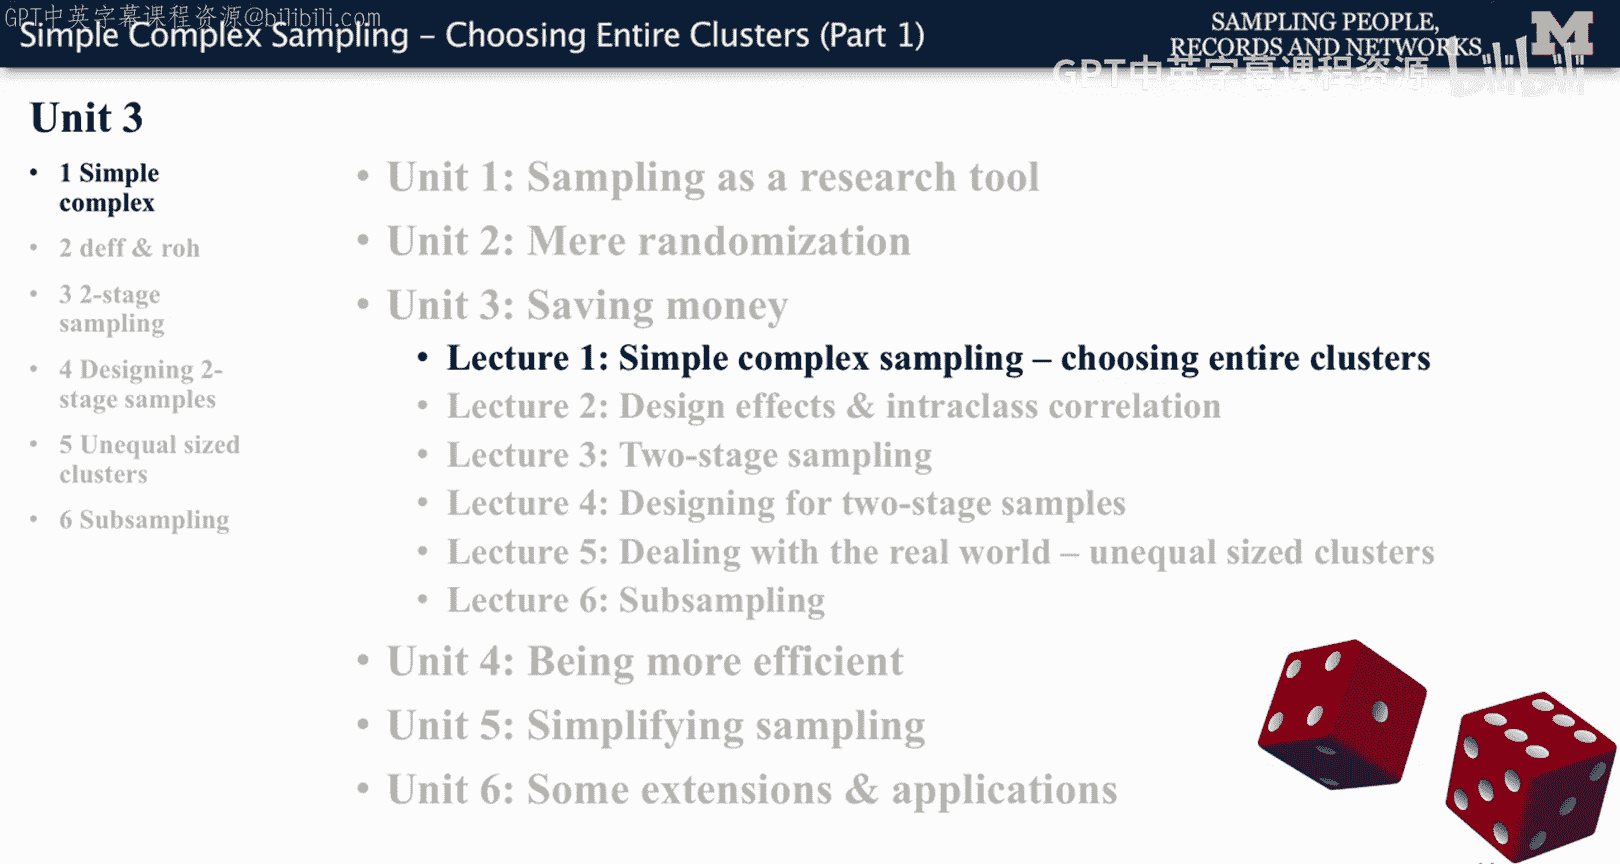 GPT中英字幕课程资源@bilibili.com
Simple Complex Sampling – Choosing Entire Clusters (Part 1)
SAMPLING PEOPLE,
RECORDS AND NETWORKS
M
GPT中英字幕课程资源 bilibili
Unit 3
• 1 Simple
complex
• 2 deff & roh
• 3 2-stage
sampling
• 4 Designing 2-
stage samples
• 5 Unequal sized
clusters
• 6 Subsampling
• Unit 1: Sampling as a research tool
• Unit 2: Mere randomization
• Unit 3: Saving money
• Lecture 1: Simple complex sampling – choosing entire clusters
• Lecture 2: Design effects & intraclass correlation
• Lecture 3: Two-stage sampling
• Lecture 4: Designing for two-stage samples
• Lecture 5: Dealing with the real world – unequal sized clusters
• Lecture 6: Subsampling
• Unit 4: Being more efficient
• Unit 5: Simplifying sampling
• Unit 6: Some extensions & applications